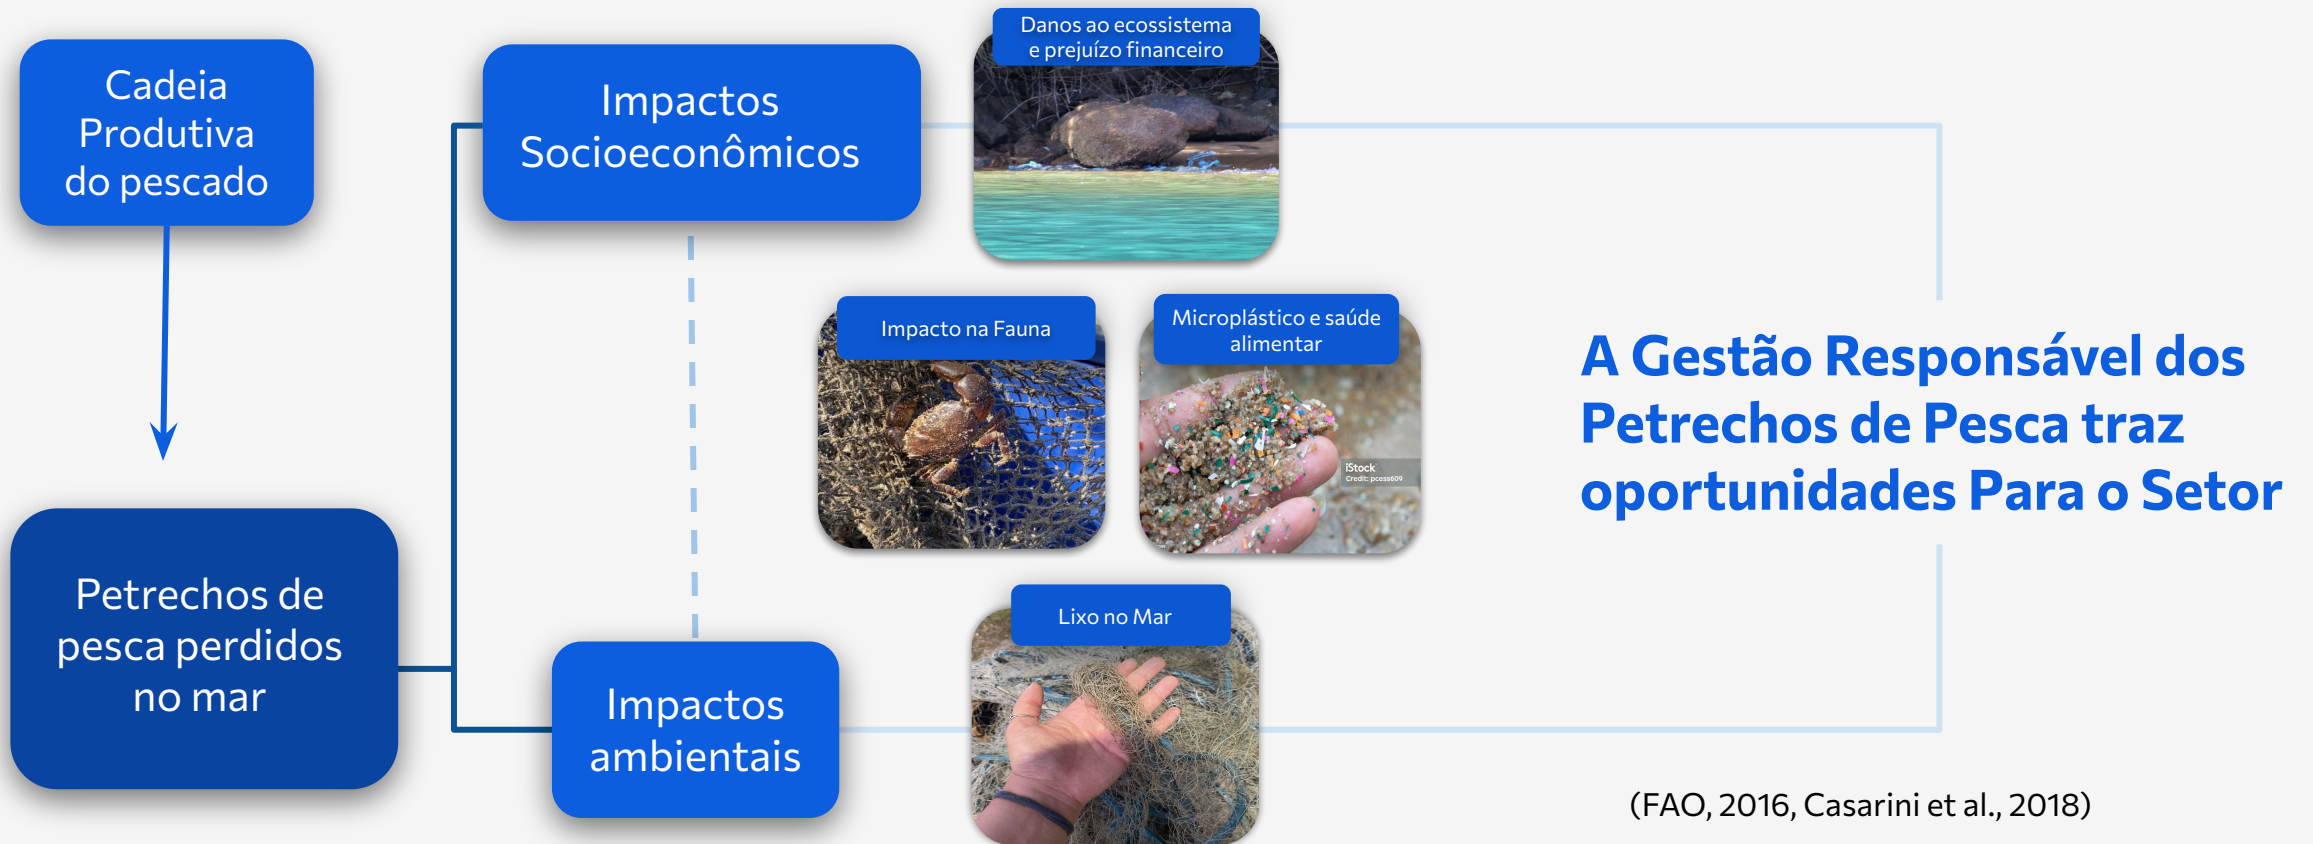 Cadeia
Produtiva
do pescado
Petrechos de
pesca perdidos
no mar
Impactos
Socioeconômicos
Impactos
ambientais
Danos ao ecossistema
e prejuízo financeiro
Impacto na Fauna
Microplástico e saúde
alimentar
iStock
Credit: pcess609
Lixo no Mar
A Gestão Responsável dos
Petrechos de Pesca traz
oportunidades Para o Setor
(FAO, 2016, Casarini et al., 2018)